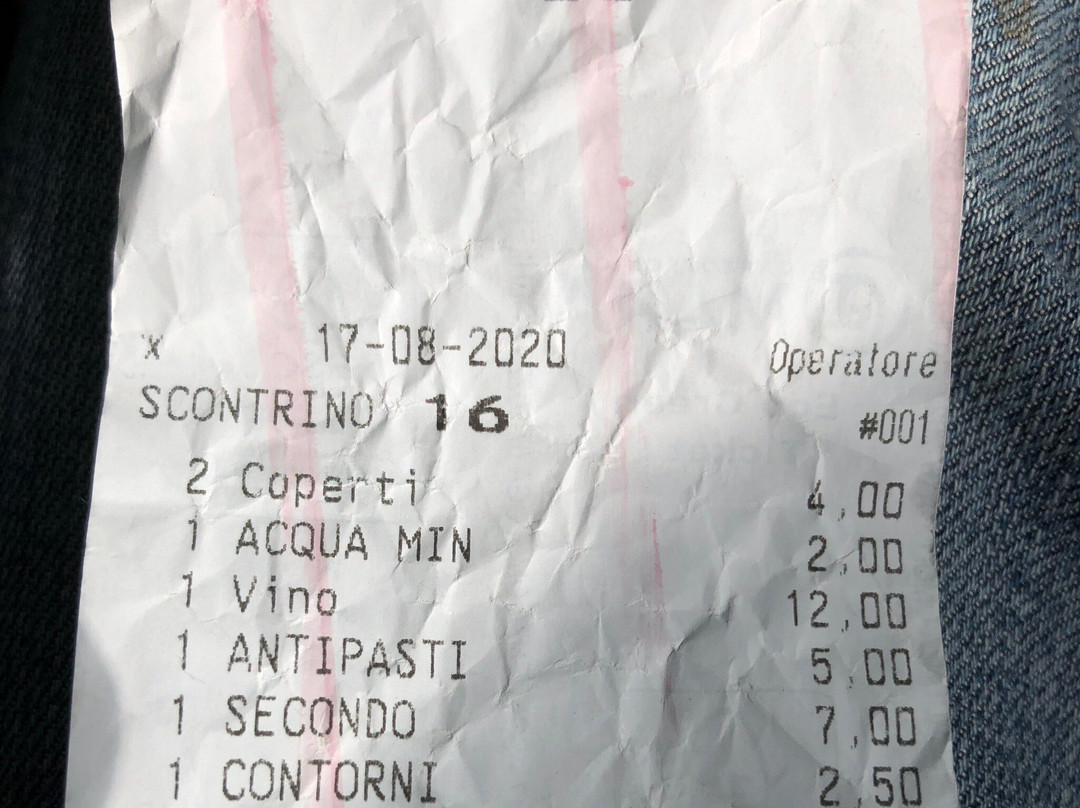 x 17-08-2020 Operatore
SCONTRINO 16 #001
2 Coperti 4,00
1 ACQUA MIN 2,00
1 Vino 12,00
1 ANTIPASTI 5,00
1 SECONDO 7,00
1 CONTORNI 2,50